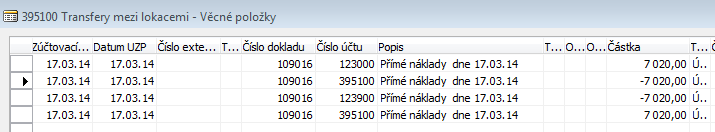 395100 Transfery mezi lokacemi - Věcné položky
Zúčtovací... Datum UZP Číslo exte... T... Číslo dokladu Číslo účtu Popis T... O... O... Částka T...
17.03.14 17.03.14 109016 123000 Přímé náklady dne 17.03.14 7 020,00 Ú..
17.03.14 17.03.14 109016 395100 Přímé náklady dne 17.03.14 -7 020,00 Ú..
17.03.14 17.03.14 109016 123900 Přímé náklady dne 17.03.14 -7 020,00 Ú..
17.03.14 17.03.14 109016 395100 Přímé náklady dne 17.03.14 7 020,00 Ú..